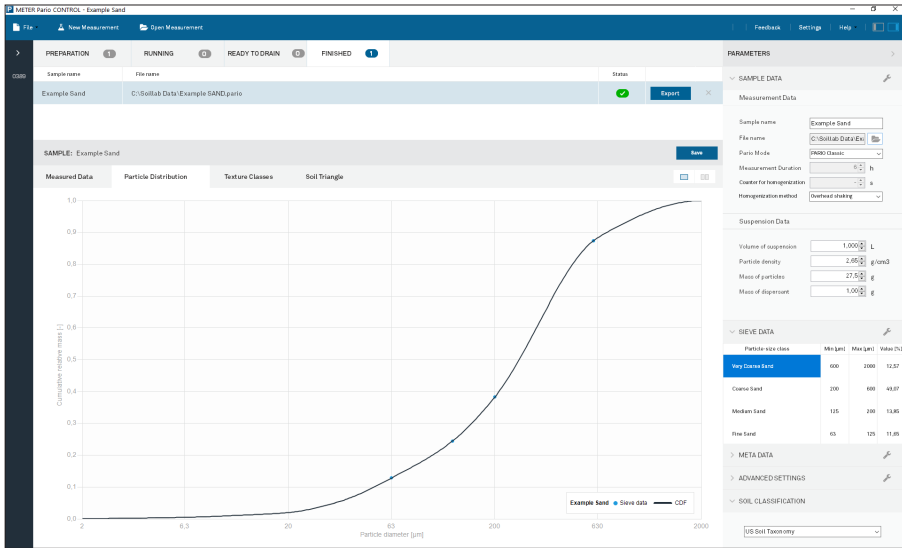 METER Pario CONTROL - Example Sand
File New Measurement Open Measurement Feedback Settings Help
PREPARATION 1 RUNNING 0 READY TO DRAIN 0 FINISHED 1
0389
Sample name File name Status
Example Sand C:\Soillab Data\Example SAND.pario Export
SAMPLE: Example Sand Save
Measured Data Particle Distribution Texture Classes Soil Triangle
1,0
0,9
0,8
0,7
0,6
0,5
0,4
0,3
0,2
0,1
0,0
Cumulative relative mass [-]
2 6,3 20 63 200 630 2000
Particle diameter [µm]
Example Sand Sieve data CDF
PARAMETERS
SAMPLE DATA
Measurement Data
Sample name Example Sand
File name C:\Soillab Data\Exa
Pario Mode PARIO Classic
Measurement Duration 6 h
Counter for homogenization - s
Homogenization method Overhead shaking
Suspension Data
Volume of suspension 1,000 L
Particle density 2,65 g/cm3
Mass of particles 27,5 g
Mass of dispersant 1,00 g
SIEVE DATA
Particle-size class Min [µm] Max [µm] Value [%]
Very Coarse Sand 600 2000 12,57
Coarse Sand 200 600 49,07
Medium Sand 125 200 13,85
Fine Sand 63 125 11,65
META DATA
ADVANCED SETTINGS
SOIL CLASSIFICATION
US Soil Taxonomy